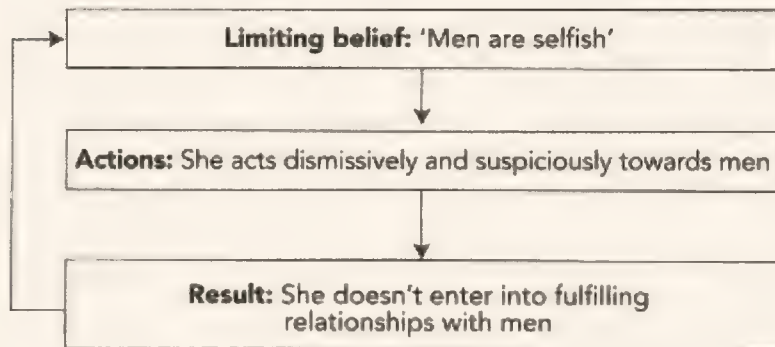 Limiting belief: ‘Men are selfish’
Actions: She acts dismissively and suspiciously towards men
Result: She doesn’t enter into fulfilling
relationships with men